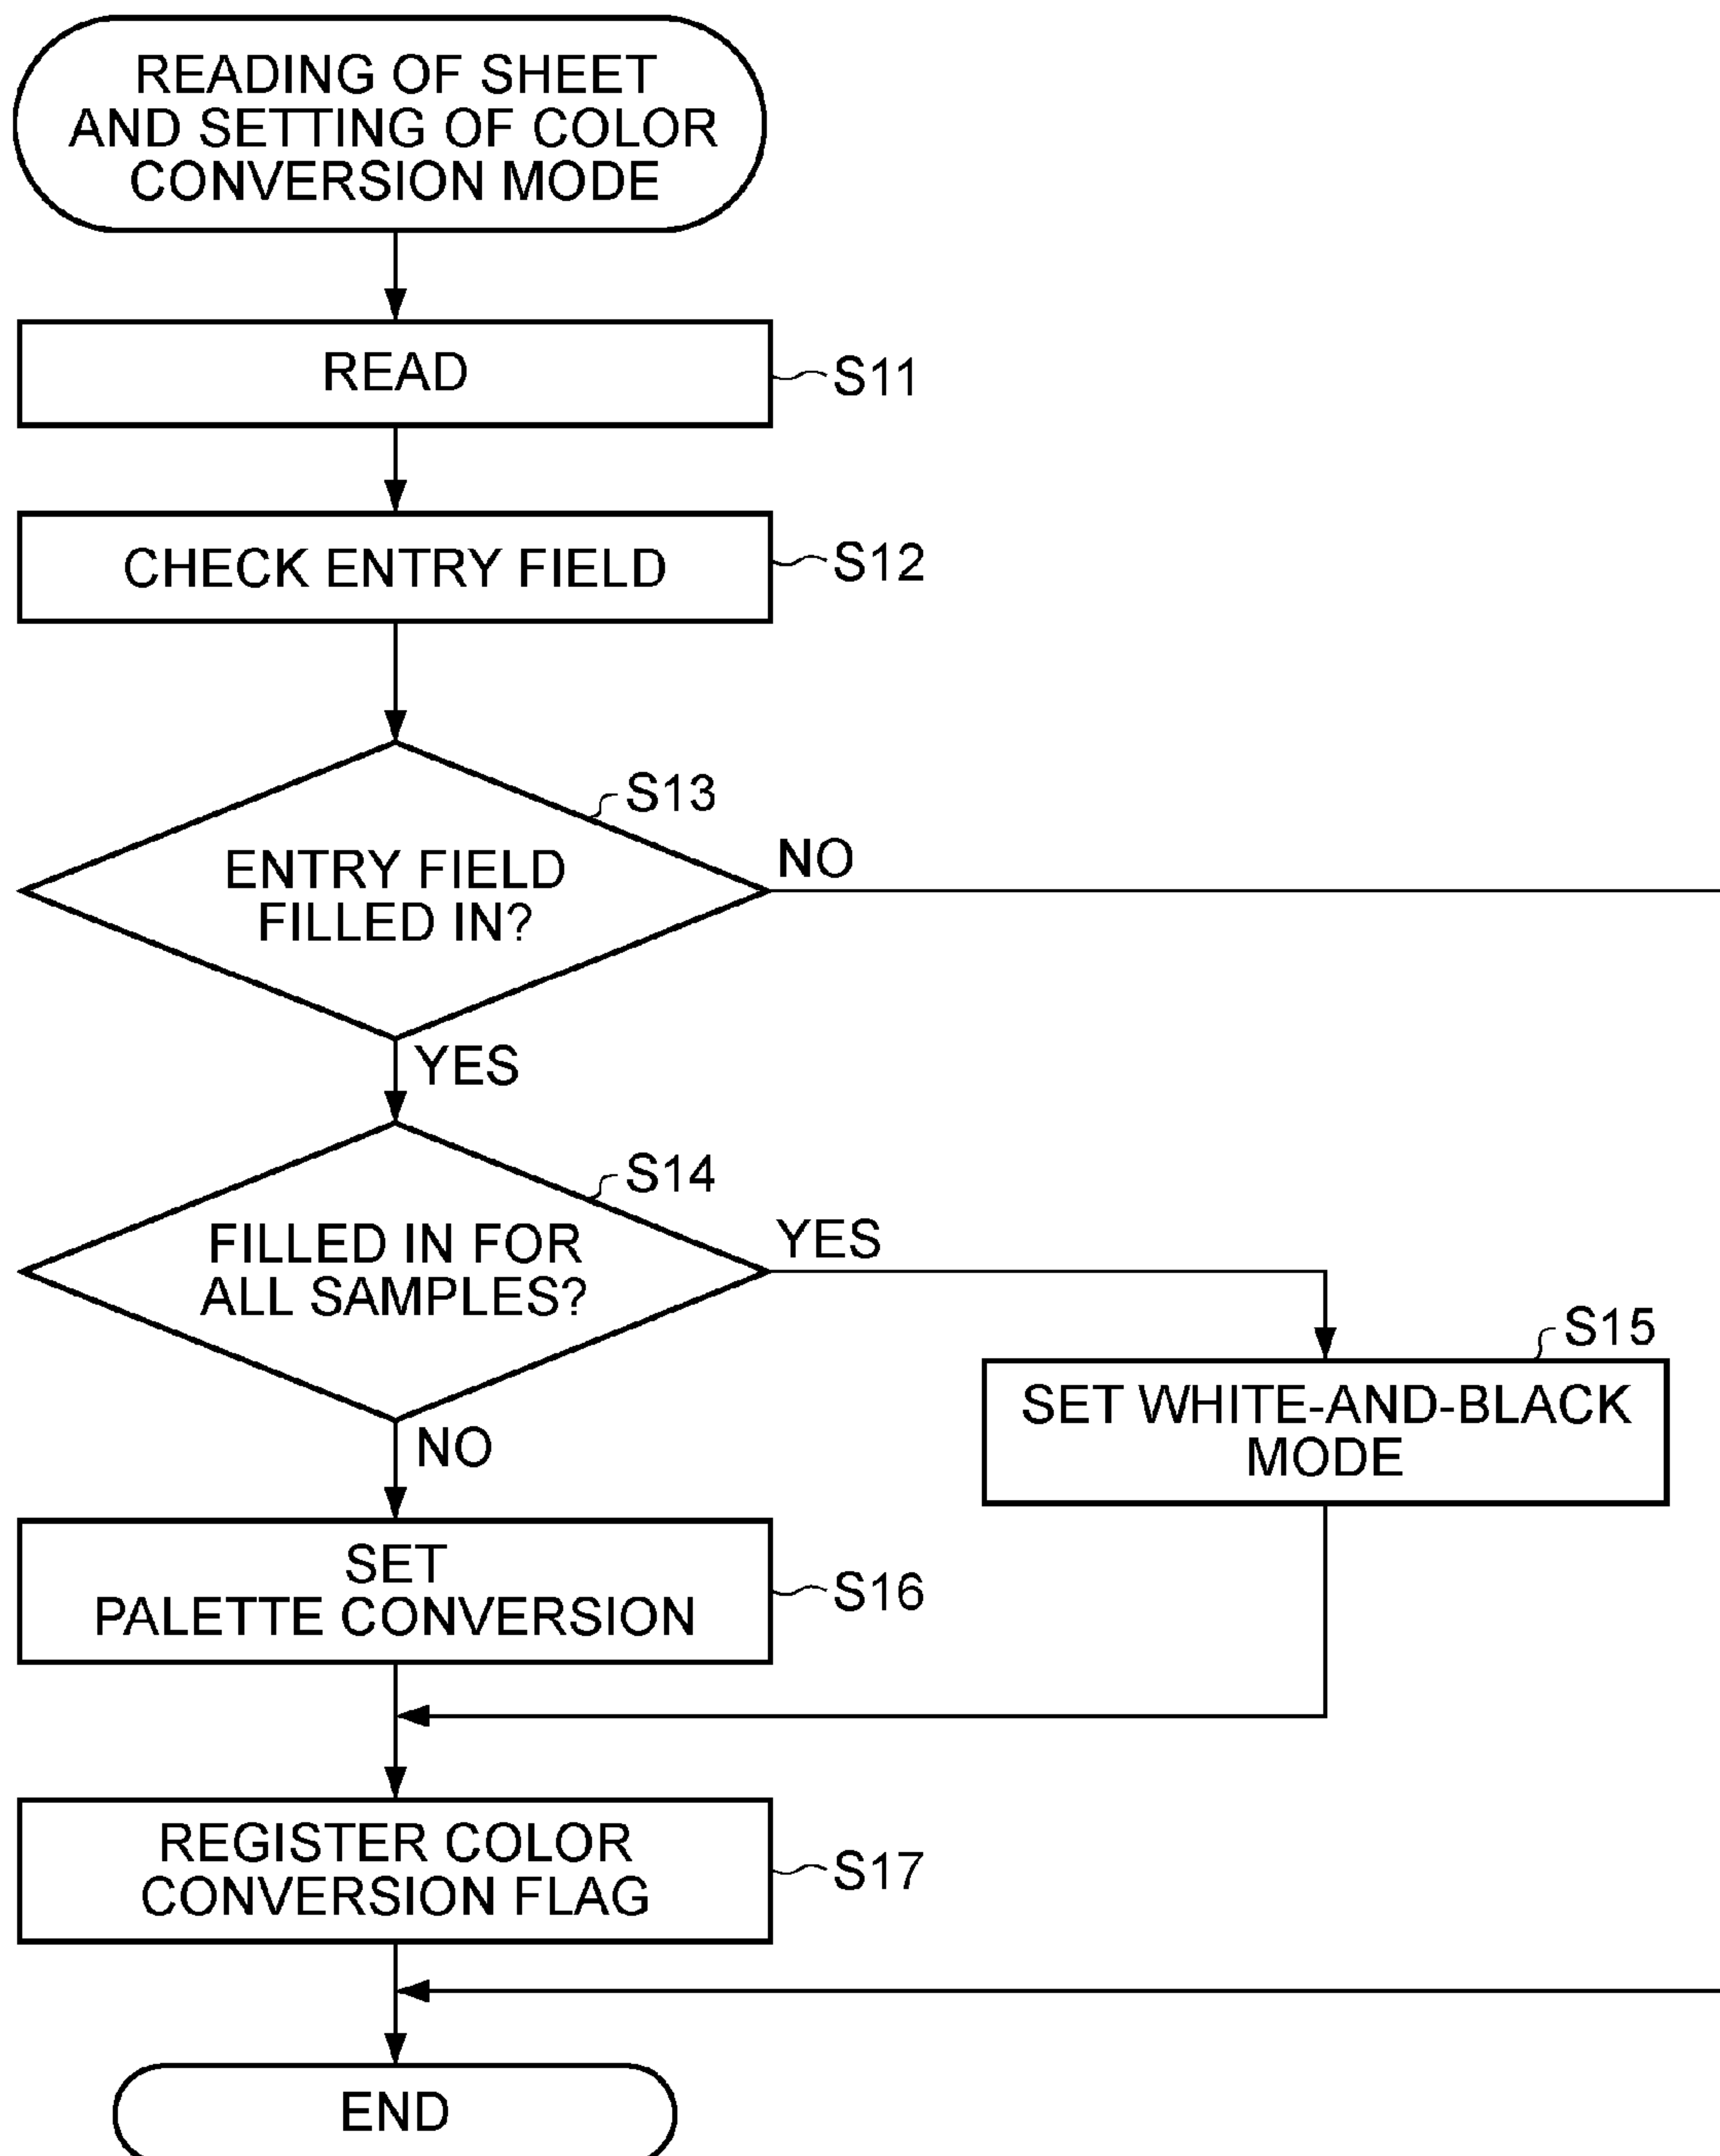 READING OF SHEET
AND SETTING OF COLOR
CONVERSION MODE
READ
S11
CHECK ENTRY FIELD
S12
S13
ENTRY FIELD
FILLED IN?
NO
YES
S14
FILLED IN FOR
ALL SAMPLES?
YES
S15
SET WHITE-AND-BLACK
MODE
NO
SET
PALETTE CONVERSION
S16
REGISTER COLOR
CONVERSION FLAG
S17
END